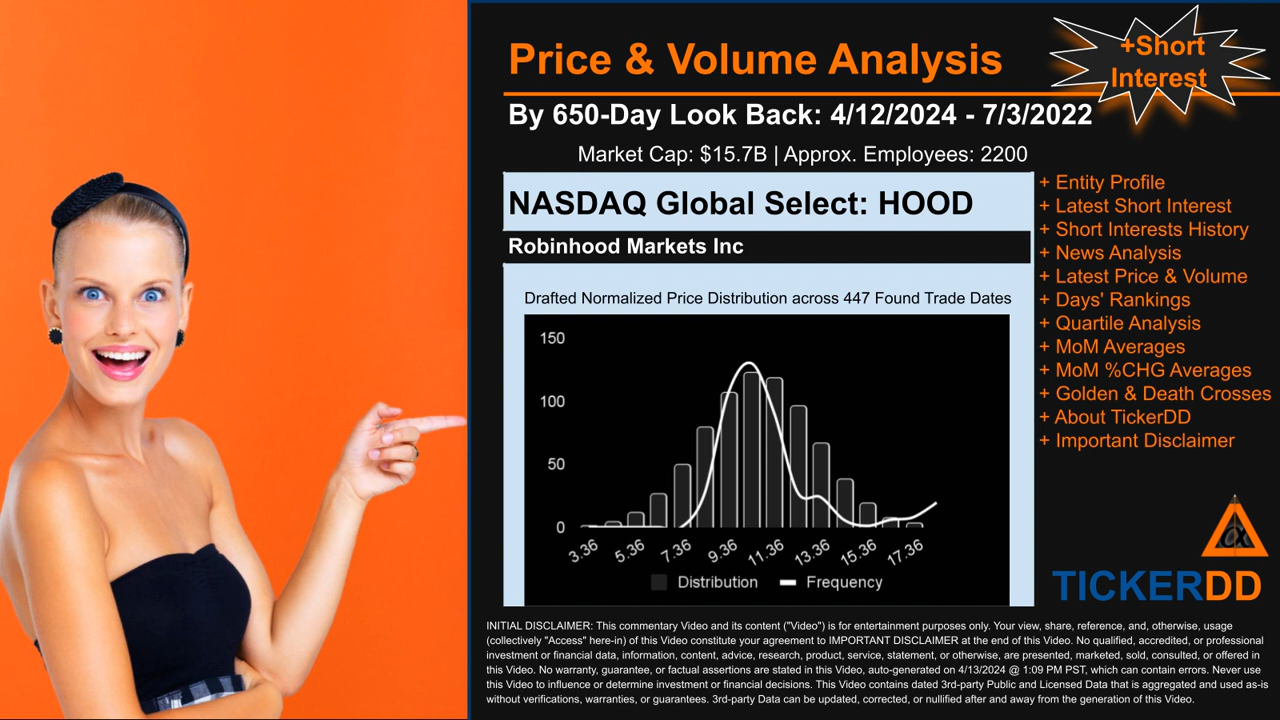 Price & Volume Analysis
+Short
Interest
By 650-Day Look Back: 4/12/2024 - 7/3/2022
Market Cap: $15.7B | Approx. Employees: 2200
NASDAQ Global Select: HOOD
Robinhood Markets Inc
Drafted Normalized Price Distribution across 447 Found Trade Dates
150
100
50
0
3.36
5.36
7.36
9.36
11.36
13.36
15.36
17.36
Distribution
Frequency
+ Entity Profile
+ Latest Short Interest
+ Short Interests History
+ News Analysis
+ Latest Price & Volume
+ Days' Rankings
+ Quartile Analysis
+ MoM Averages
+ MoM %CHG Averages
+ Golden & Death Crosses
+ About TickerDD
+ Important Disclaimer
TICKERDD
INITIAL DISCLAIMER: This commentary Video and its content ("Video") is for entertainment purposes only. Your view, share, reference, and, otherwise, usage
(collectively "Access" here-in) of this Video constitute your agreement to IMPORTANT DISCLAIMER at the end of this Video. No qualified, accredited, or professional
investment or financial data, information, content, advice, research, product, service, statement, or otherwise, are presented, marketed, sold, consulted, or offered in
this Video. No warranty, guarantee, or factual assertions are stated in this Video, auto-generated on 4/13/2024 @ 1:09 PM PST, which can contain errors. Never use
this Video to influence or determine investment or financial decisions. This Video contains dated 3rd-party Public and Licensed Data that is aggregated and used as-is
without verifications, warranties, or guarantees. 3rd-party Data can be updated, corrected, or nullified after and away from the generation of this Video.